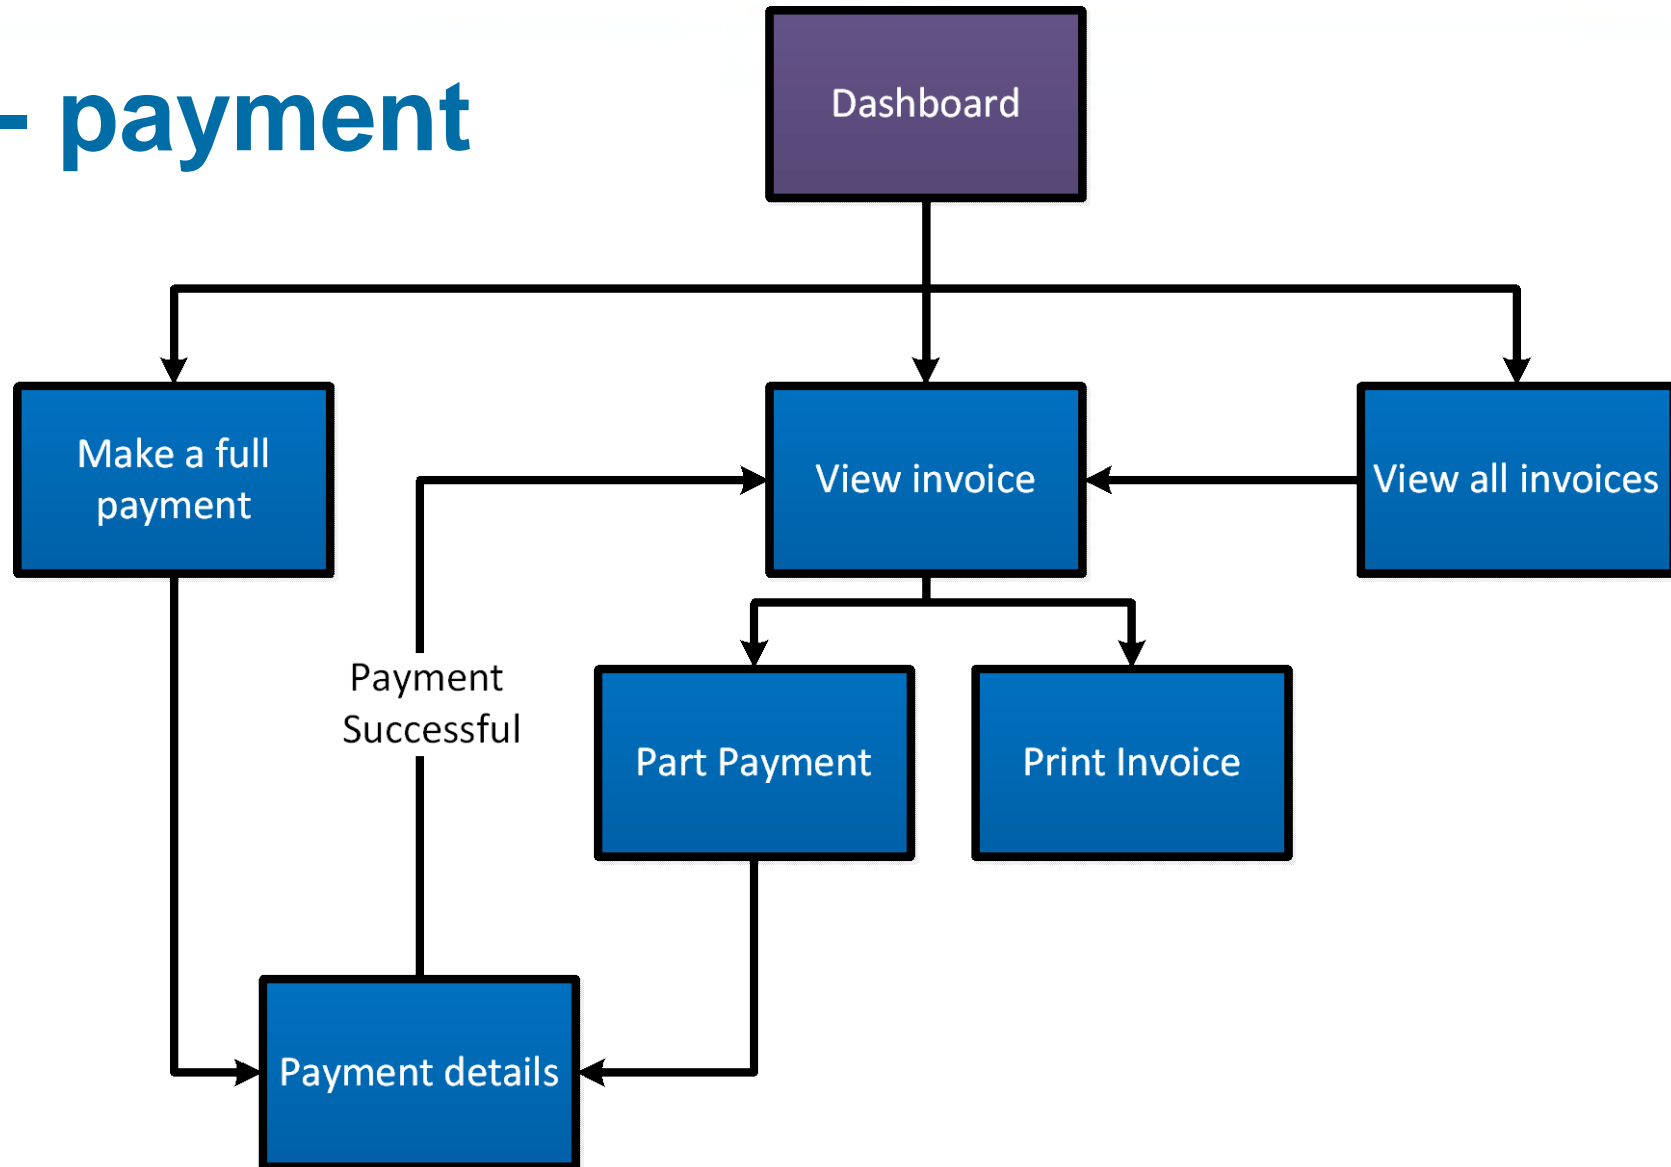 - payment
Dashboard
Make a full
payment
View invoice
View all invoices
Payment
Successful
Part Payment
Print Invoice
Payment details